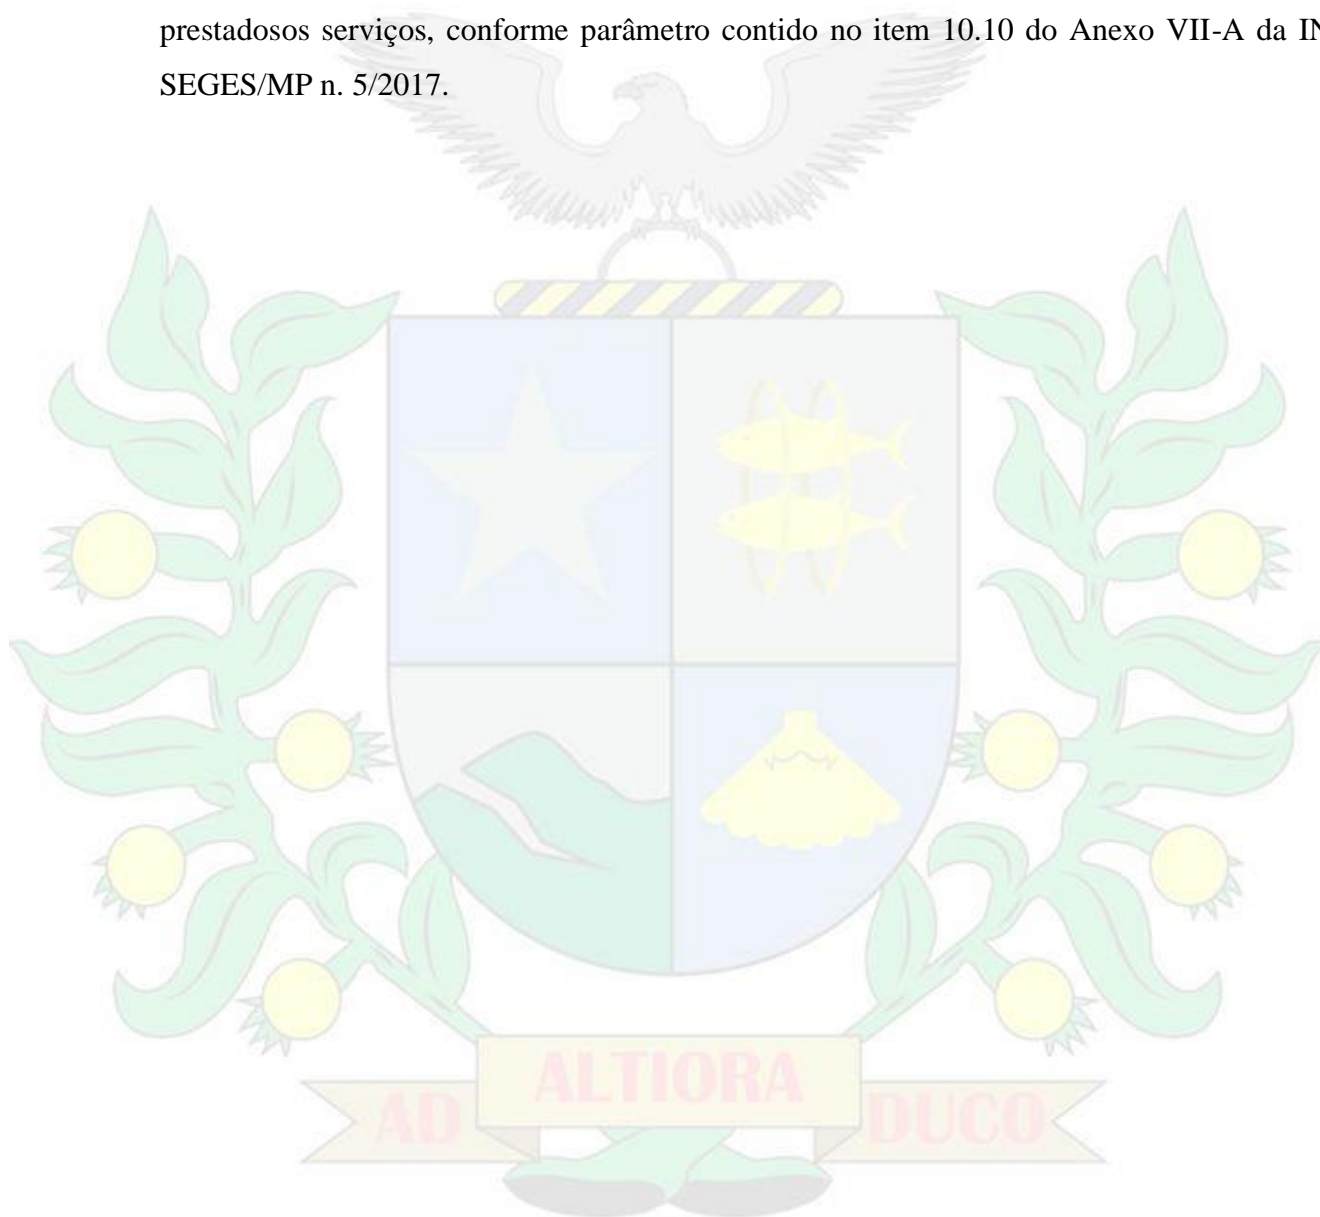 prestadosos serviços, conforme parâmetro contido no item 10.10 do Anexo VII-A da IN
SEGES/MP n. 5/2017.
ALTIORA
AD DUCO